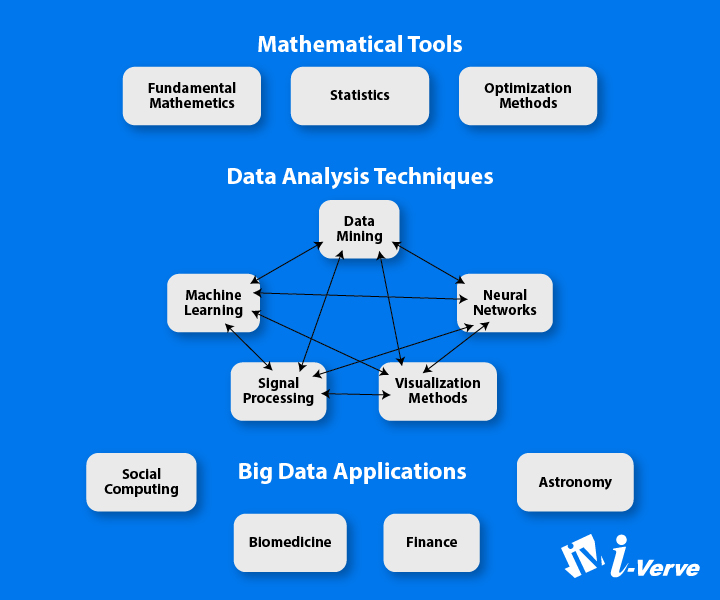 Mathematical Tools
Fundamental
Mathemetics
Statistics
Optimization
Methods
Data Analysis Techniques
Data
Mining
Machine
Learning
Neural
Networks
Signal
Processing
Visualization
Methods
Big Data Applications
Social
Computing
Astronomy
Biomedicine
Finance
i-Verve